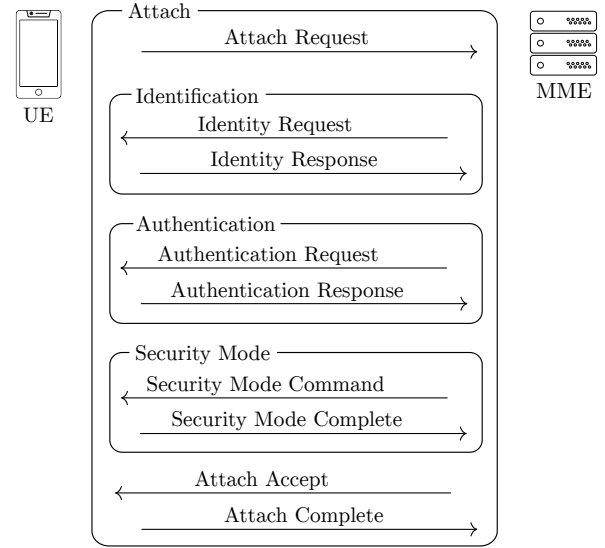 Attach
Attach Request
UE
MME
Identification
Identity Request
Identity Response
Authentication
Authentication Request
Authentication Response
Security Mode
Security Mode Command
Security Mode Complete
Attach Accept
Attach Complete